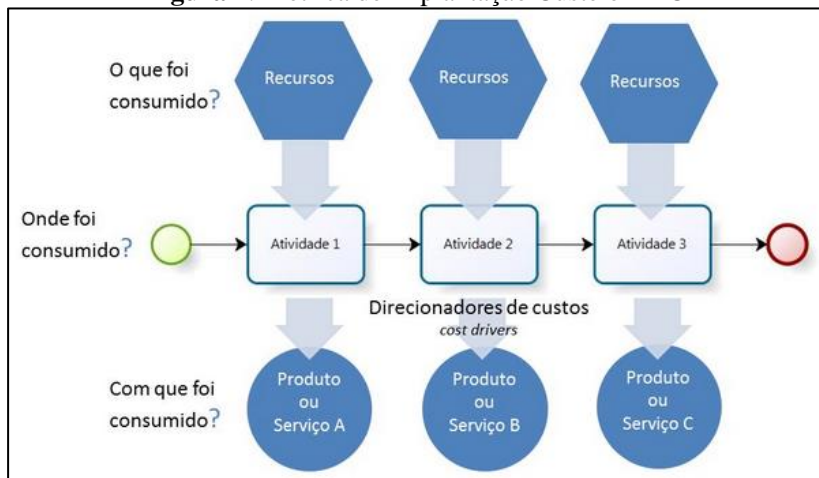 O que foi
consumido?
Recursos
Recursos
Recursos
Onde foi
consumido?
Atividade 1
Atividade 2
Atividade 3
Direcionadores de custos
cost drivers
Com que foi
consumido?
Produto
ou
Serviço A
Produto
ou
Serviço B
Produto
ou
Serviço C